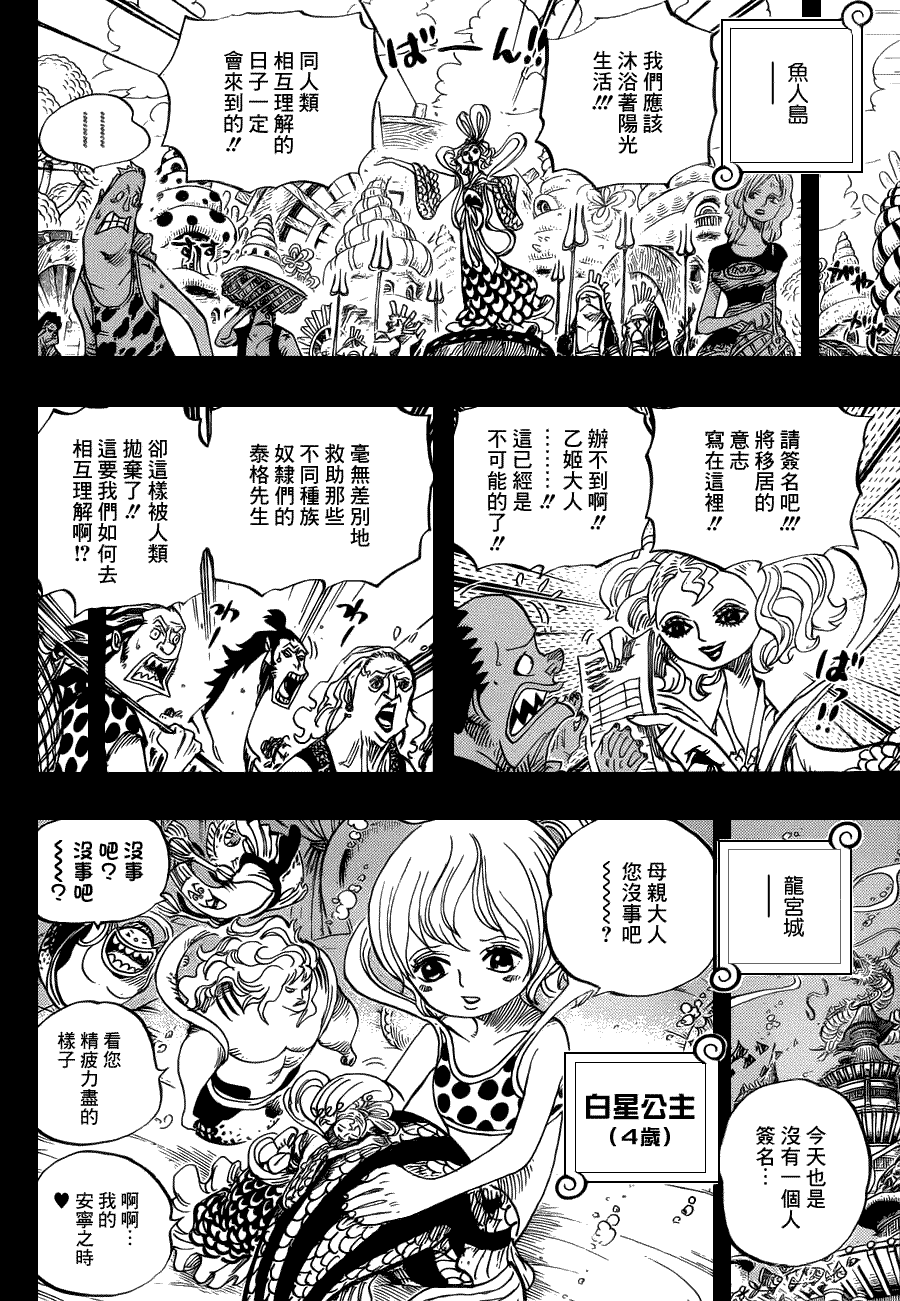 魚人島
——
我們應該
沐浴著陽光
生活!!!
ばーん!!
同人類
相互理解的
日子一定
會來到的!!
請簽名吧!!!
將移居的
意志
寫在這裡!!
ばっ!!
辦不到啊!!
乙姬大人
………!!
這已經是
不可能的了!!
毫無差別地
救助那些
不同種族
奴隸們的
泰格先生
卻這樣被人類
拋棄了!!
這要我們如何去
相互理解啊!?
わっ
わっ
龍宮城
——
今天也是
沒有一個人
簽名…
母親大人
您沒事吧
~~~~?
白星公主
(4歲)
沒事
吧?
沒事吧
~~~~?
看您
精疲力盡的
樣子
啊啊…
我的
安寧之時
♥